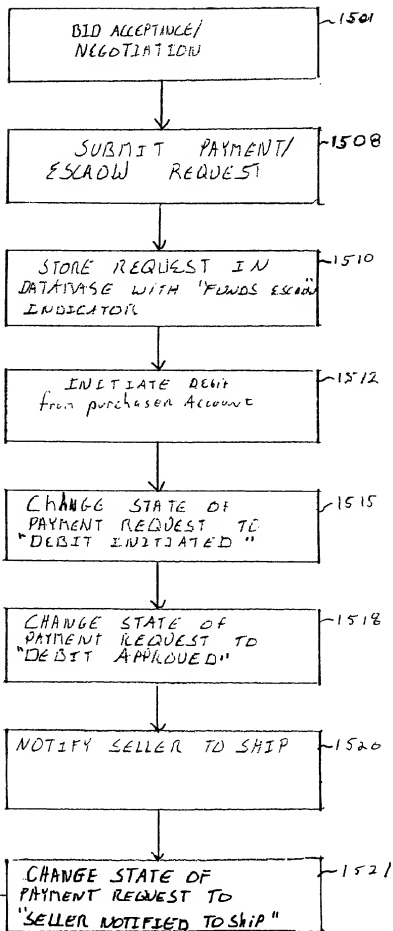 BID ACCEPTANCE/
NEGOTIATION
1501
SUBMIT PAYMENT/
ESCROW REQUEST
1508
STORE REQUEST IN
DATABASE WITH "FUNDS ESCROW"
INDICATOR
1510
INITIATE DEBIT
from purchaser Account
1512
ChANGE STATE OF
PAYMENT REQUEST TO
"DEBIT INITIATED"
1515
CHANGE STATE OF
PAYMENT REQUEST TO
"DEBIT APPROVED"
1518
NOTIFY SELLER TO SHIP
1520
CHANGE STATE OF
PAYMENT REQUEST TO
"SELLER NOTIFIED TO ShIP"
1521